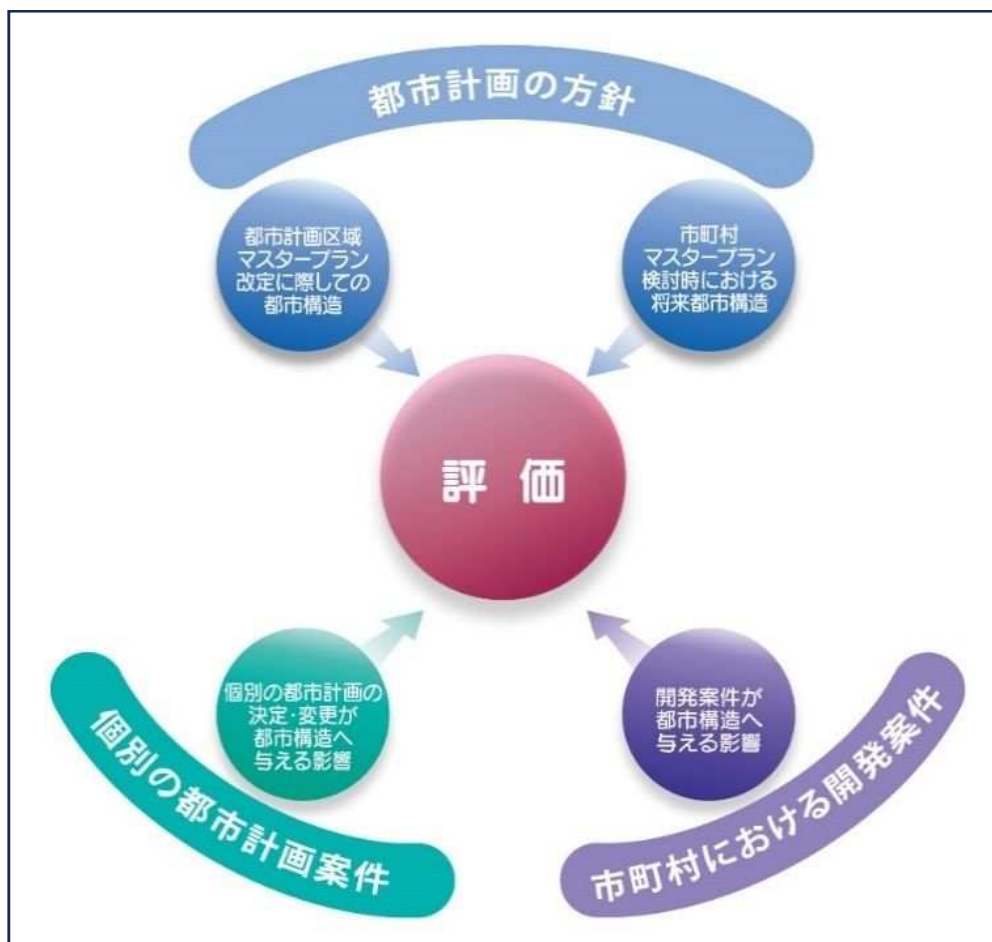 都市計画の方針
都市計画区域
マスタープラン
改定に際しての
都市構造
市町村
マスタープラン
検討時における
将来都市構造
評価
個別の都市計画の
決定・変更が
都市構造へ
与える影響
開発案件が
都市構造へ
与える影響
個別の都市計画案件
市町村における開発案件